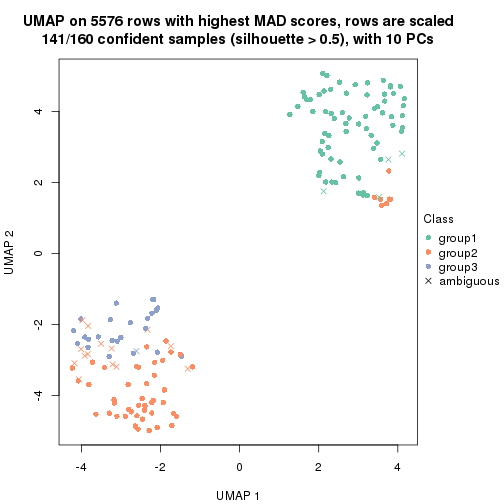 UMAP on 5576 rows with highest MAD scores, rows are scaled
141/160 confident samples (silhouette > 0.5), with 10 PCs
4
2
0
-2
-4
UMAP 2
-4
-2
0
2
4
UMAP 1
Class
group1
group2
group3
ambiguous